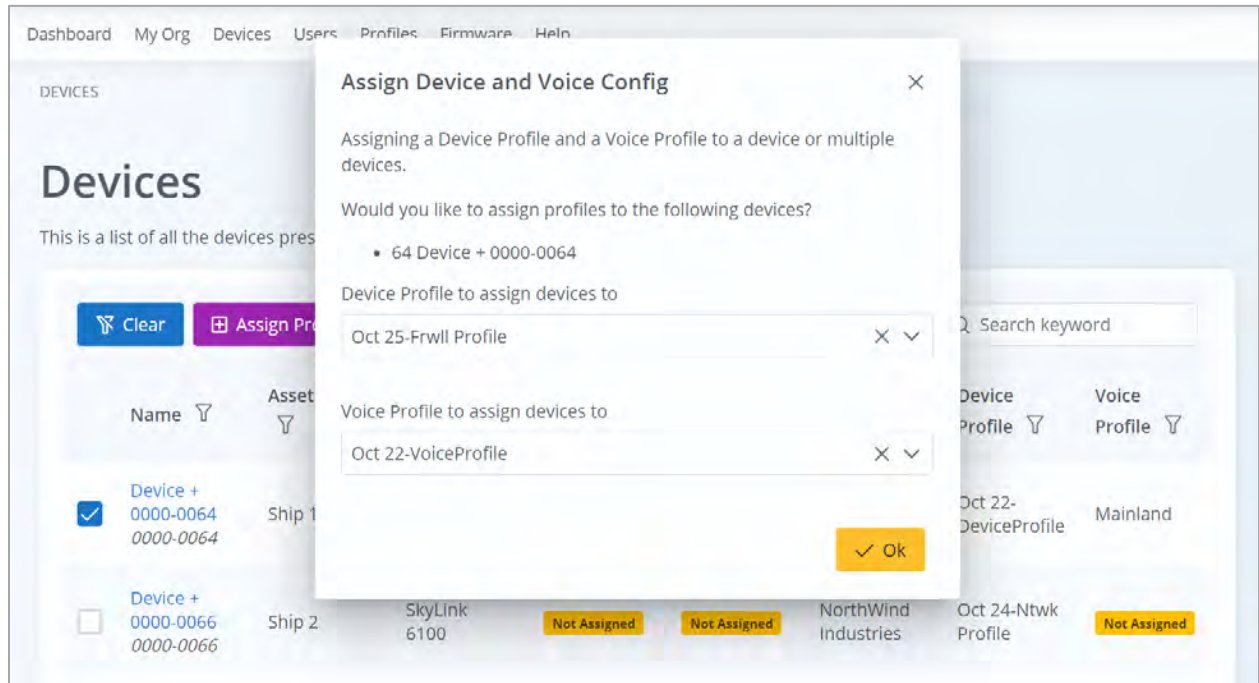 Dashboard My Org Devices Users Profiles Firmware Help
DEVICES
Devices
This is a list of all the devices pres
Clear
Assign Pro
Search keyword
Name
Asset
Device
Profile
Voice
Profile
Device +
0000-0064
0000-0064
Ship 1
Oct 22-
DeviceProfile
Mainland
Device +
0000-0066
0000-0066
Ship 2
SkyLink
6100
Not Assigned
Not Assigned
NorthWind
Industries
Oct 24-Ntwk
Profile
Not Assigned
Assign Device and Voice Config
Assigning a Device Profile and a Voice Profile to a device or multiple
devices.
Would you like to assign profiles to the following devices?
• 64 Device + 0000-0064
Device Profile to assign devices to
Oct 25-Frwll Profile
Voice Profile to assign devices to
Oct 22-VoiceProfile
Ok